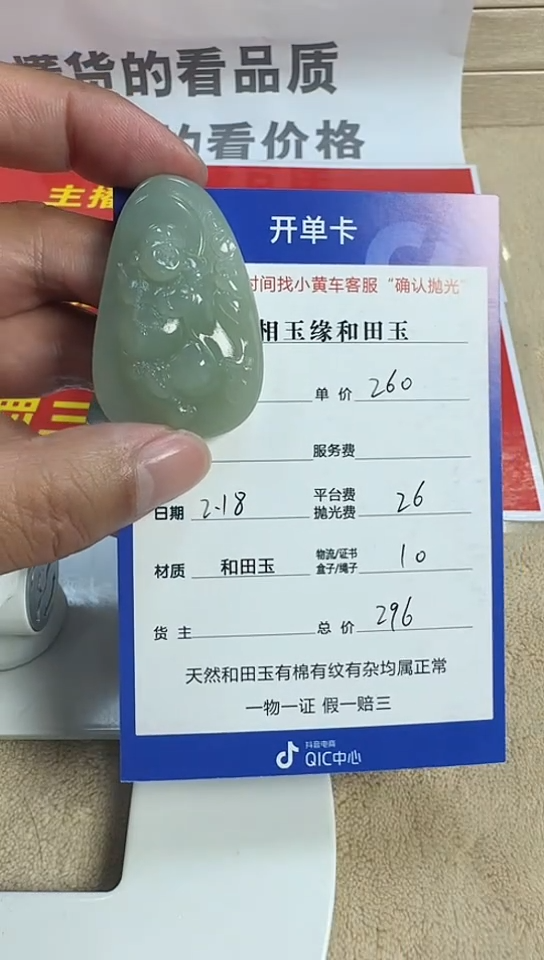 懂货的看品质
的看价格
主播
开单卡
时间找小黄车客服“确认抛光”
相玉缘和田玉
单价 260
服务费
日期 2.18
平台费
抛光费 26
材质 和田玉
物流/证书
盒子/绳子 10
货主
总价 296
天然和田玉有棉有纹有杂均属正常
一物一证 假一赔三
抖音电商
QIC中心